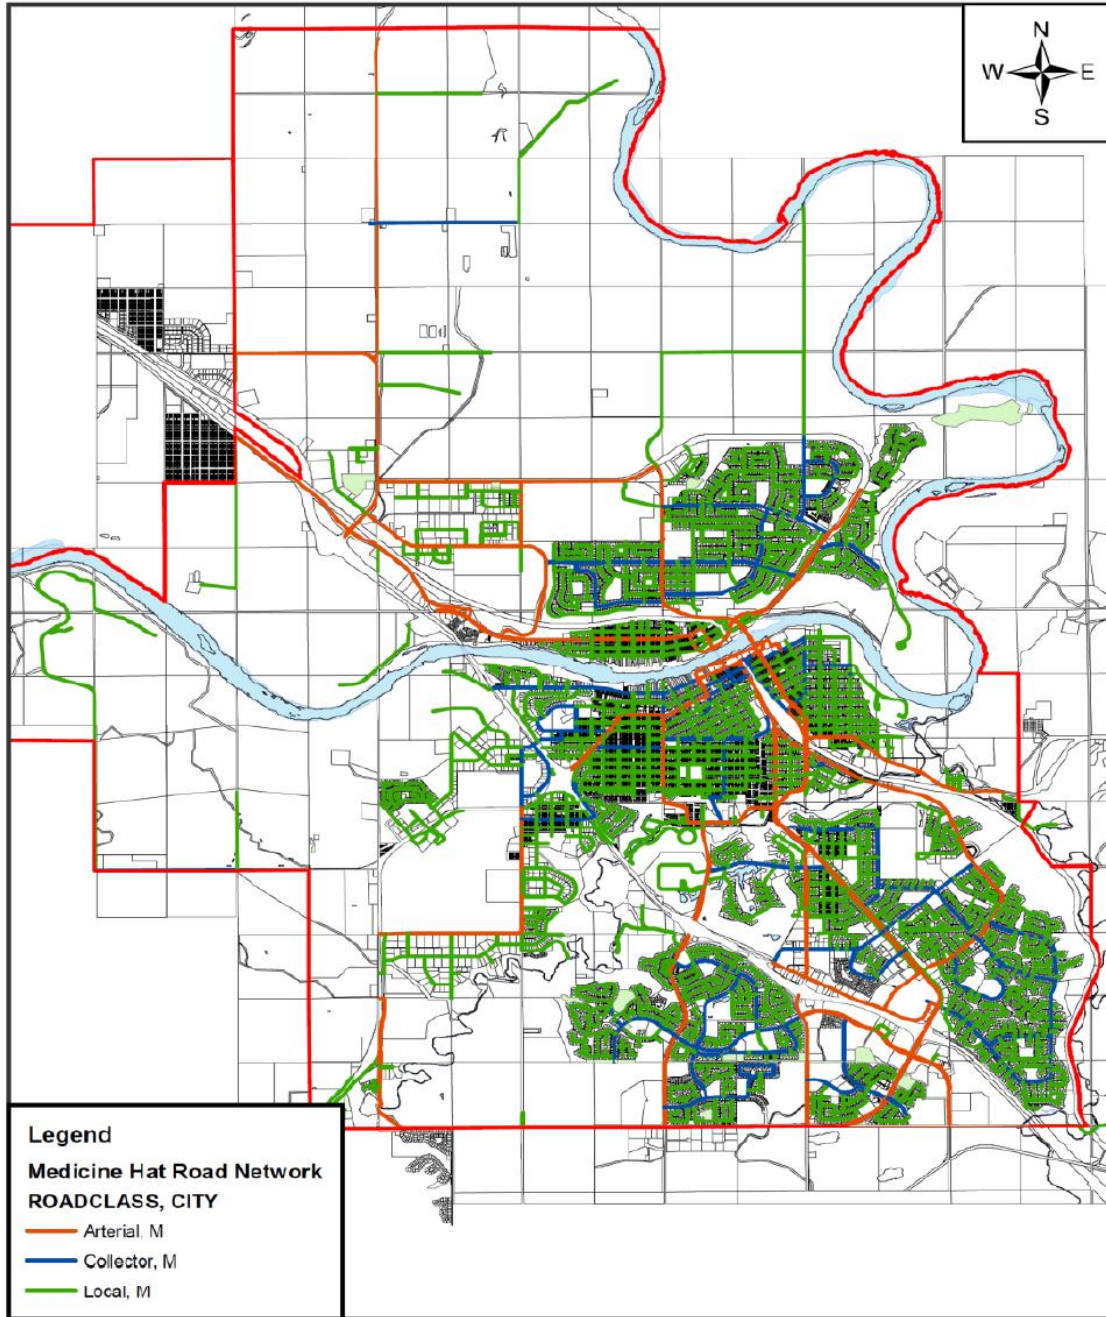 N
W E
S
Legend
Medicine Hat Road Network
ROADCLASS, CITY
Arterial, M
Collector, M
Local, M